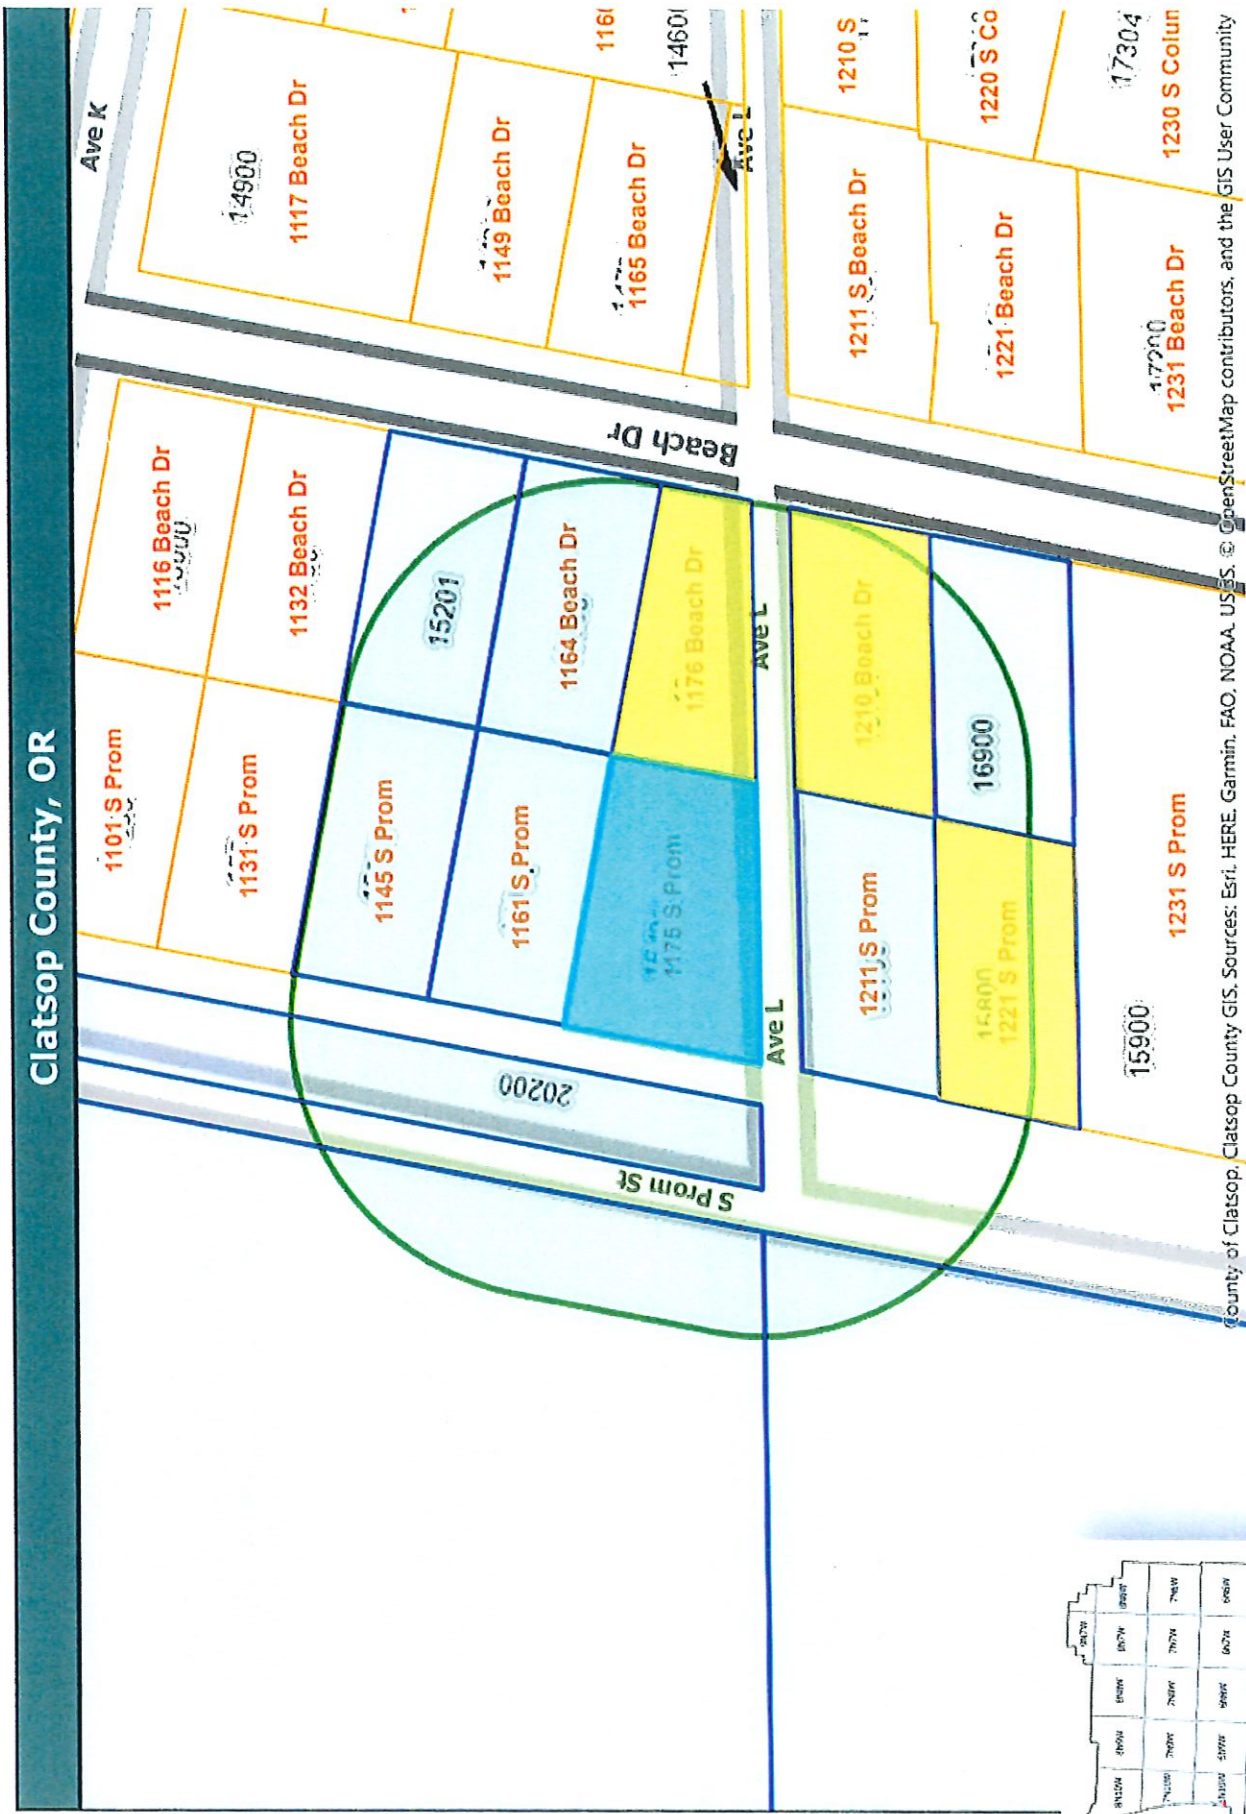 Clatsop County, OR
Ave K
14900
1117 Beach Dr
1149 Beach Dr
1165 Beach Dr
1460
Ave L
1116 Beach Dr
1132 Beach Dr
1101 S Prom
1131 S Prom
15201
1145 S Prom
1164 Beach Dr
1161 S Prom
Beach Dr
1176 Beach Dr
1175 S Prom
Ave L
Ave L
20200
S Prom St
1210 S
1220 S Co
17304
1230 S Colun
1211 S Beach Dr
1221 Beach Dr
17200
1231 Beach Dr
1210 Beach Dr
16900
1211 S Prom
16800
1221 S Prom
1231 S Prom
15900
County of Clatsop, Clatsop County GIS, Sources: Esri, HERE, Garmin, FAO, NOAA, USGS, © OpenStreetMap contributors, and the GIS User Community